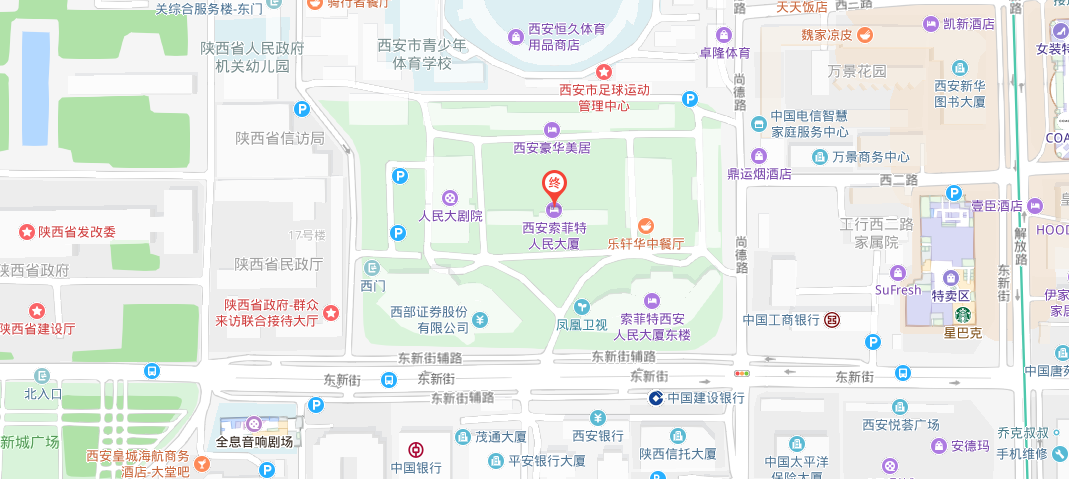 关综合服务楼-东门
骑行者餐厅
西安恒久体育
用品商店
天天饭店
西三路
凯新酒店
魏家凉皮
卓隆体育
女装特
陕西省人民政府
机关幼儿园
西安市青少年
体育学校
西安市足球运动
管理中心
尚德路
万景花园
西安新华
图书大厦
陕西省信访局
西安豪华美居
中国电信智慧
家庭服务中心
COA
万景商务中心
鼎运烟酒店
西二路
终
人民大剧院
西安索菲特
人民大厦
乐轩华中餐厅
壹臣酒店
皇
HOOD
解放路
陕西省发改委
17号楼
王行西二路
家属院
陕西省政府
陕西省民政厅
西门
尚德路
东新街
SuFresh
特卖区
伊家
陕西省建设厅
陕西省政府-群众
来访联合接待大厅
西部证券股份
有限公司
凤凰卫视
索菲特西安
人民大厦东楼
中国工商银行
星巴克
东新街辅路
东新街辅路
中国唐苑
北入口
东新街
东新街
东新街
东新街
东新街辅路
中国建设银行
新城广场
全息音响剧场
茂通大厦
西安银行
陕西信托大厦
西安悦荟广场
安德玛
乔克叔叔
手机维修
西安皇城海航商务
酒店-大堂吧
中国银行
平安银行大厦
中国太平洋
保险大厦